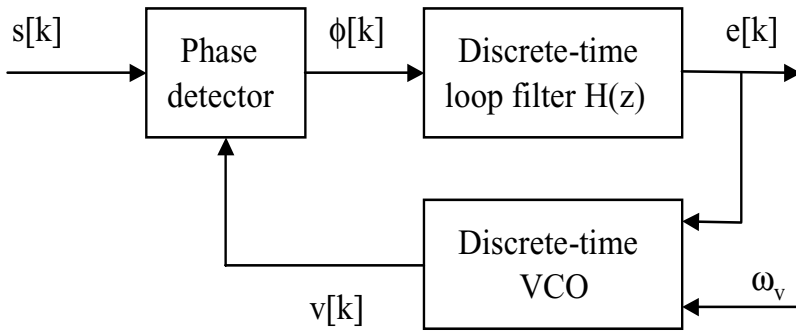 s[k]
Phase
detector
ϕ[k]
Discrete-time
loop filter H(z)
e[k]
Discrete-time
VCO
v[k]
ω_v